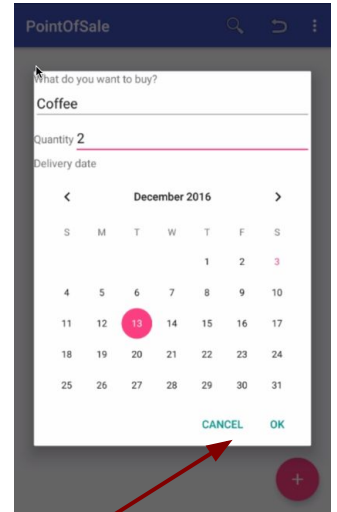 PointOfSale
What do you want to buy?
Coffee
Quantity 2
Delivery date
< December 2016 >
S M T W T F S
1 2 3
4 5 6 7 8 9 10
11 12 13 14 15 16 17
18 19 20 21 22 23 24
25 26 27 28 29 30 31
CANCEL OK
+